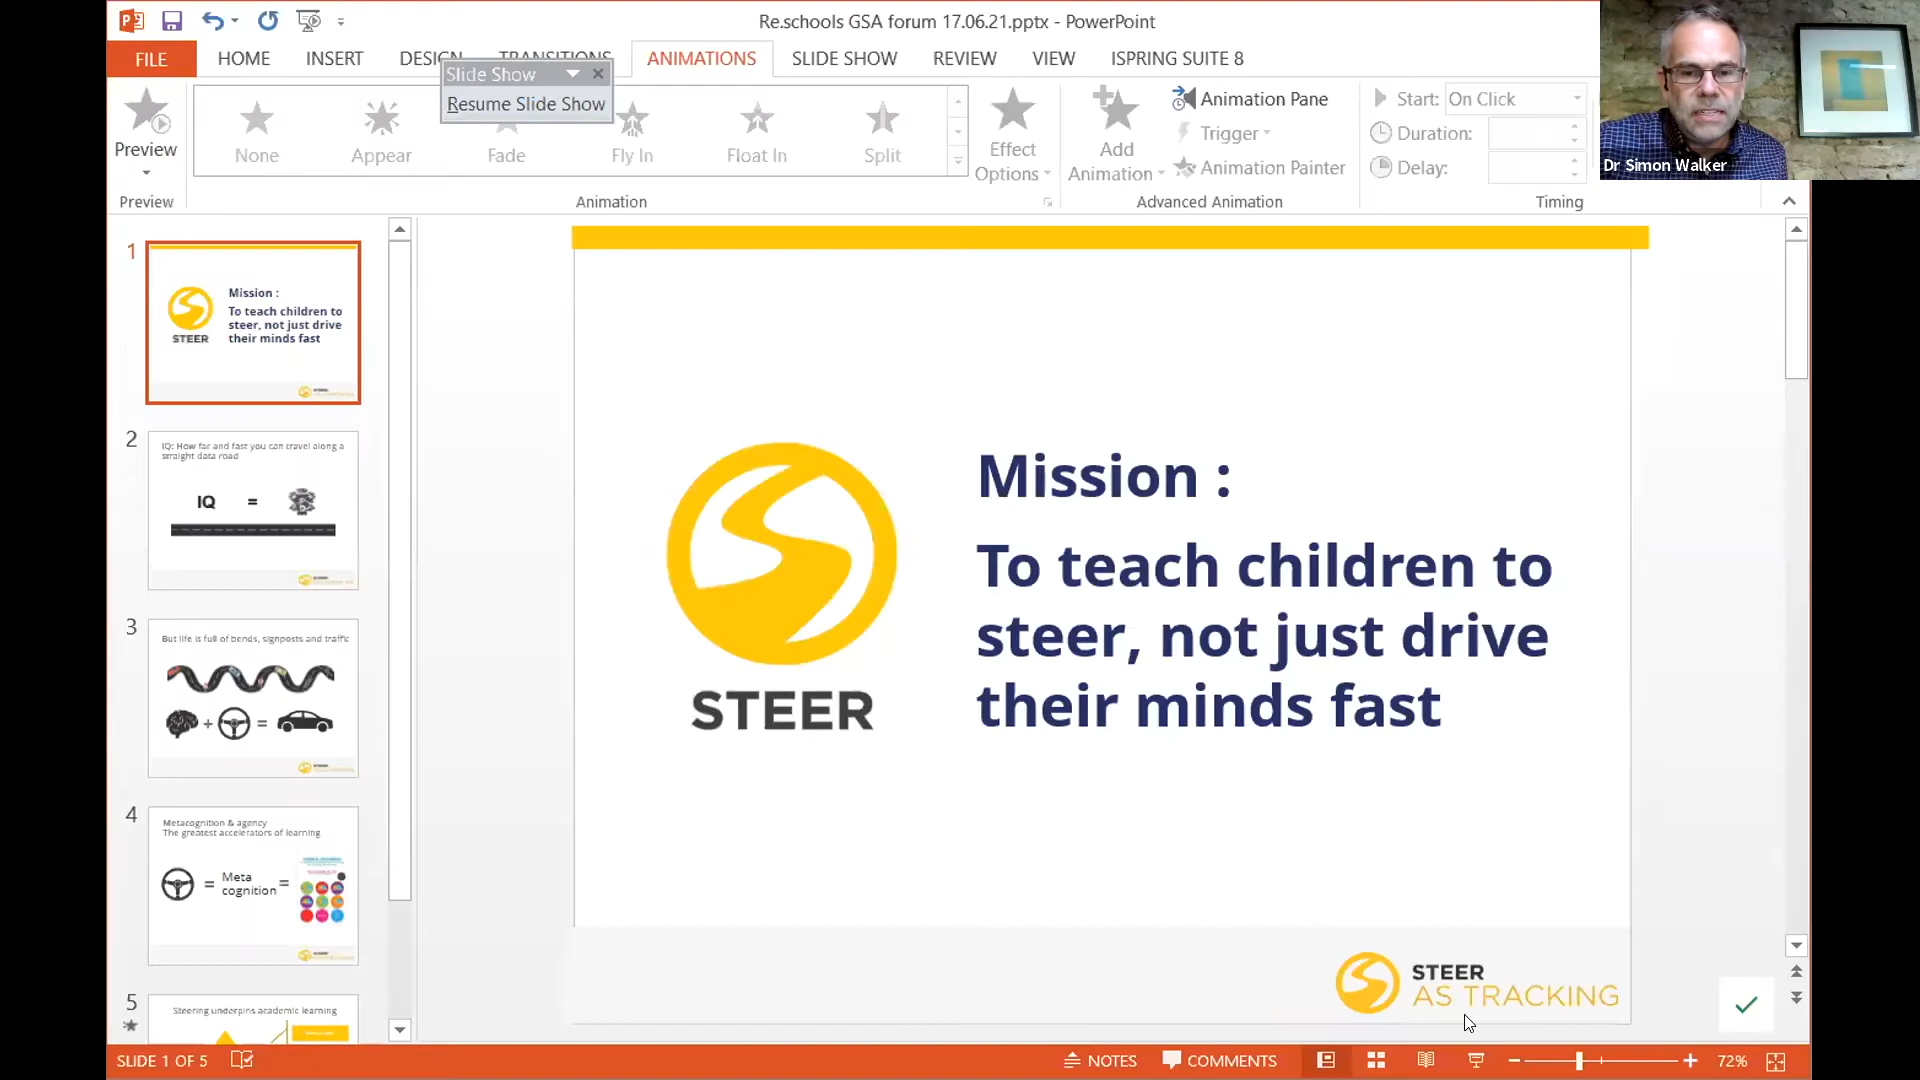 Re.schools GSA forum 17.06.21.pptx - PowerPoint
FILE HOME INSERT DESIGN TRANSITIONS ANIMATIONS SLIDE SHOW REVIEW VIEW ISPRING SUITE 8
Slide Show
Resume Slide Show
Preview
None
Appear
Fade
Fly In
Float In
Split
Effect
Options
Add
Animation
Animation Pane
Trigger
Animation Painter
Start: On Click
Duration:
Delay:
Preview
Animation
Advanced Animation
Timing
Dr Simon Walker
1
Mission :
To teach children to
steer, not just drive
their minds fast
STEER
2
IQ: How far and fast you can travel along a
straight data road
IQ =
3
But life is full of bends, signposts and traffic
+ =
4
Metacognition & agency
The greatest accelerators of learning
= Meta
cognition =
5
Steering underpins academic learning
Mission :
To teach children to
steer, not just drive
their minds fast
STEER
STEER
AS TRACKING
SLIDE 1 OF 5
NOTES
COMMENTS
72%